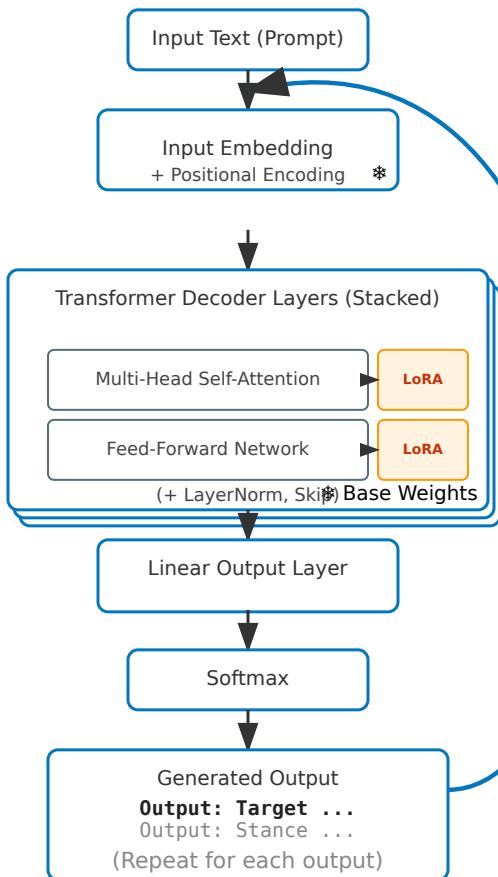 Input Text (Prompt)
Input Embedding
+ Positional Encoding ❄
Transformer Decoder Layers (Stacked)
Multi-Head Self-Attention
LoRA
Feed-Forward Network
LoRA
(+ LayerNorm, Skip)
❄ Base Weights
Linear Output Layer
Softmax
Generated Output
Output: Target ...
Output: Stance ...
(Repeat for each output)